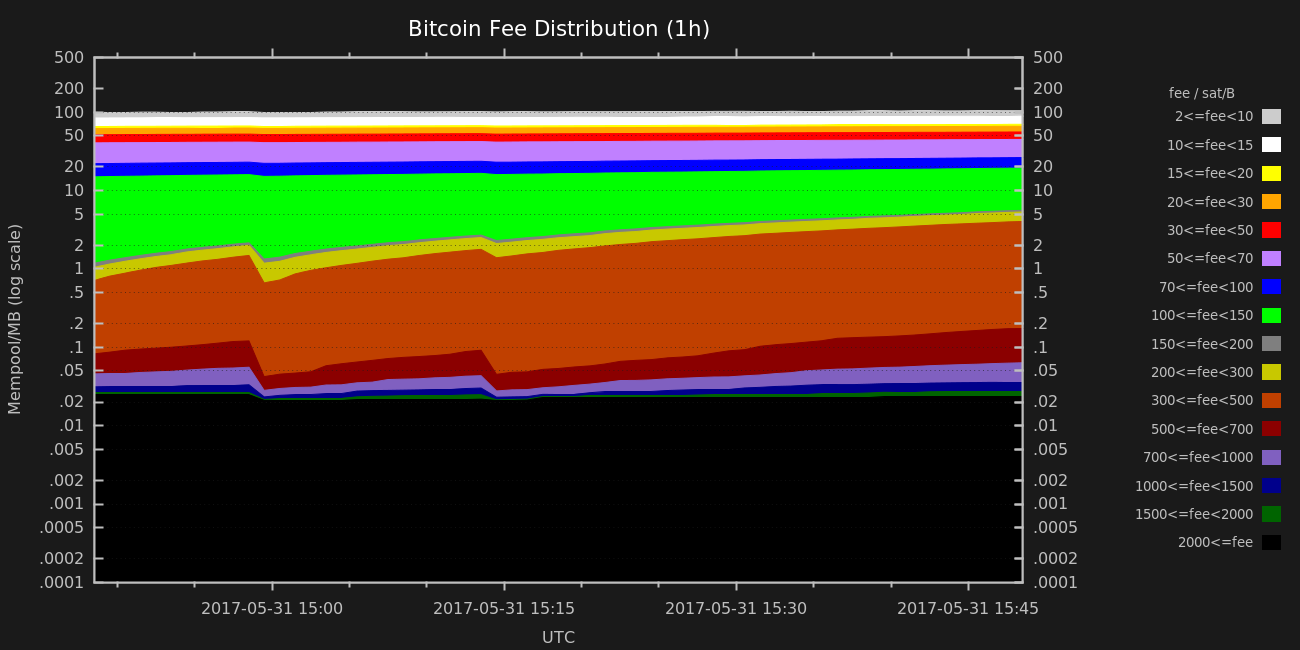 Bitcoin Fee Distribution (1h)
500
200
100
50
20
10
5
2
1
.5
.2
.1
.05
.02
.01
.005
.002
.001
.0005
.0002
.0001
Mempool/MB (log scale)
500
200
100
50
20
10
5
2
1
.5
.2
.1
.05
.02
.01
.005
.002
.001
.0005
.0002
.0001
2017-05-31 15:00 2017-05-31 15:15 2017-05-31 15:30 2017-05-31 15:45
UTC
fee / sat/B
2<=fee<10
10<=fee<15
15<=fee<20
20<=fee<30
30<=fee<50
50<=fee<70
70<=fee<100
100<=fee<150
150<=fee<200
200<=fee<300
300<=fee<500
500<=fee<700
700<=fee<1000
1000<=fee<1500
1500<=fee<2000
2000<=fee